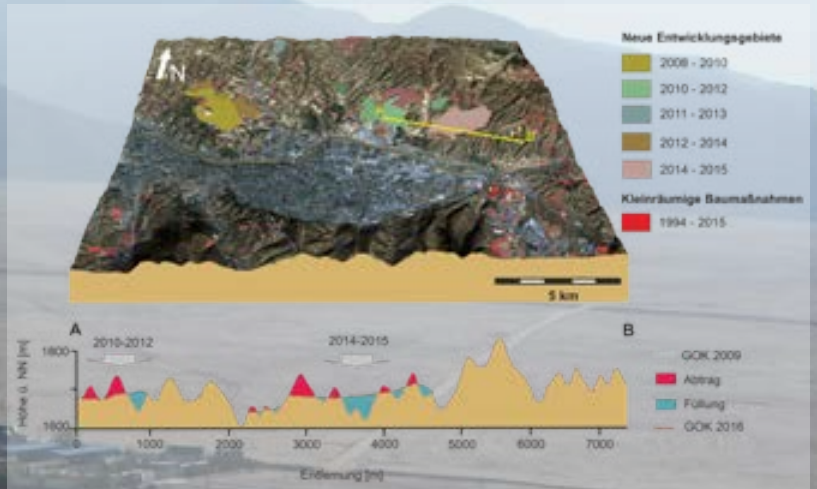 Neue Entwicklungsgebiete
2008 - 2010
2010 - 2012
2011 - 2013
2012 - 2014
2014 - 2015
Kleinräumige Baumaßnahmen
1994 - 2015
N
5 km
A
B
2010-2012
2014-2015
Höhe ü. NN [m]
1800
1600
0
1000
2000
3000
4000
5000
6000
7000
Entfernung [m]
GOK 2009
Abtrag
Füllung
GOK 2016